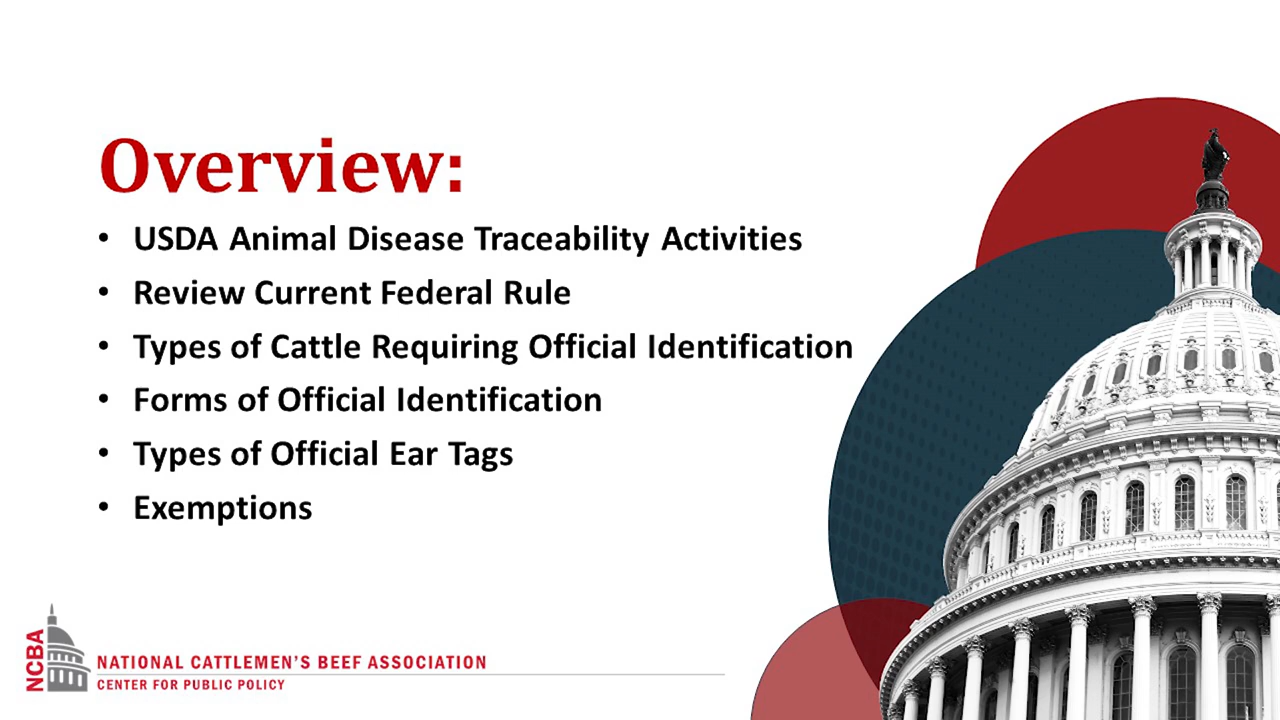 Overview:
• USDA Animal Disease Traceability Activities
• Review Current Federal Rule
• Types of Cattle Requiring Official Identification
• Forms of Official Identification
• Types of Official Ear Tags
• Exemptions
NCBA
NATIONAL CATTLEMEN'S BEEF ASSOCIATION
CENTER FOR PUBLIC POLICY